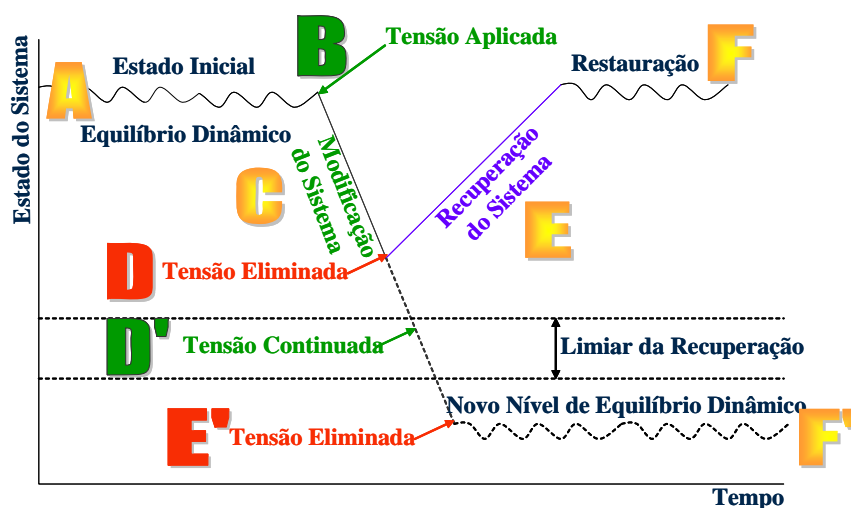 B
Tensão Aplicada
Estado Inicial
Restauração
F
A
Estado do Sistema
Equilíbrio Dinâmico
Modificação
do Sistema
Recuperação
do Sistema
C
E
D
Tensão Eliminada
D'
Tensão Continuada
Limiar da Recuperação
Novo Nível de Equilíbrio Dinâmico
E'
Tensão Eliminada
F'
Tempo